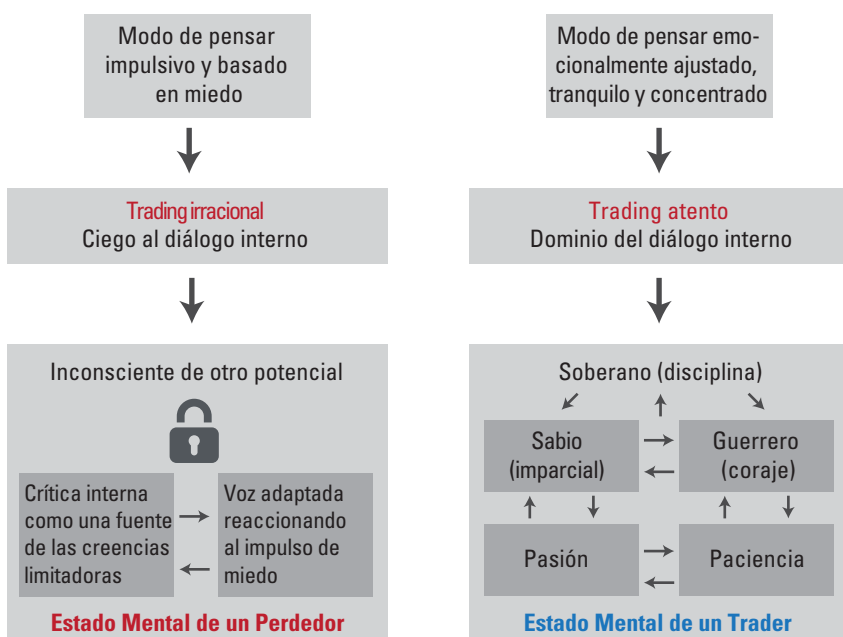 Modo de pensar
impulsivo y basado
en miedo
Trading irracional
Ciego al diálogo interno
Inconsciente de otro potencial
Crítica interna
como una fuente
de las creencias
limitadoras
Voz adaptada
reaccionando
al impulso de
miedo
Estado Mental de un Perdedor
Modo de pensar emo-
cionalmente ajustado,
tranquilo y concentrado
Trading atento
Dominio del diálogo interno
Soberano (disciplina)
Sabio
(imparcial)
Guerrero
(coraje)
Pasión
Paciencia
Estado Mental de un Trader